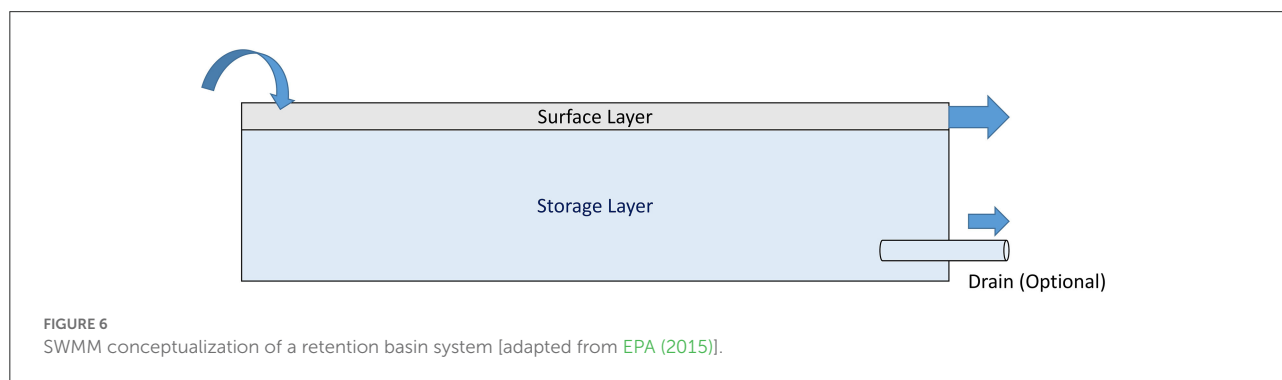 Surface Layer
Storage Layer
Drain (Optional)
FIGURE 6
SWMM conceptualization of a retention basin system [adapted from EPA (2015)].